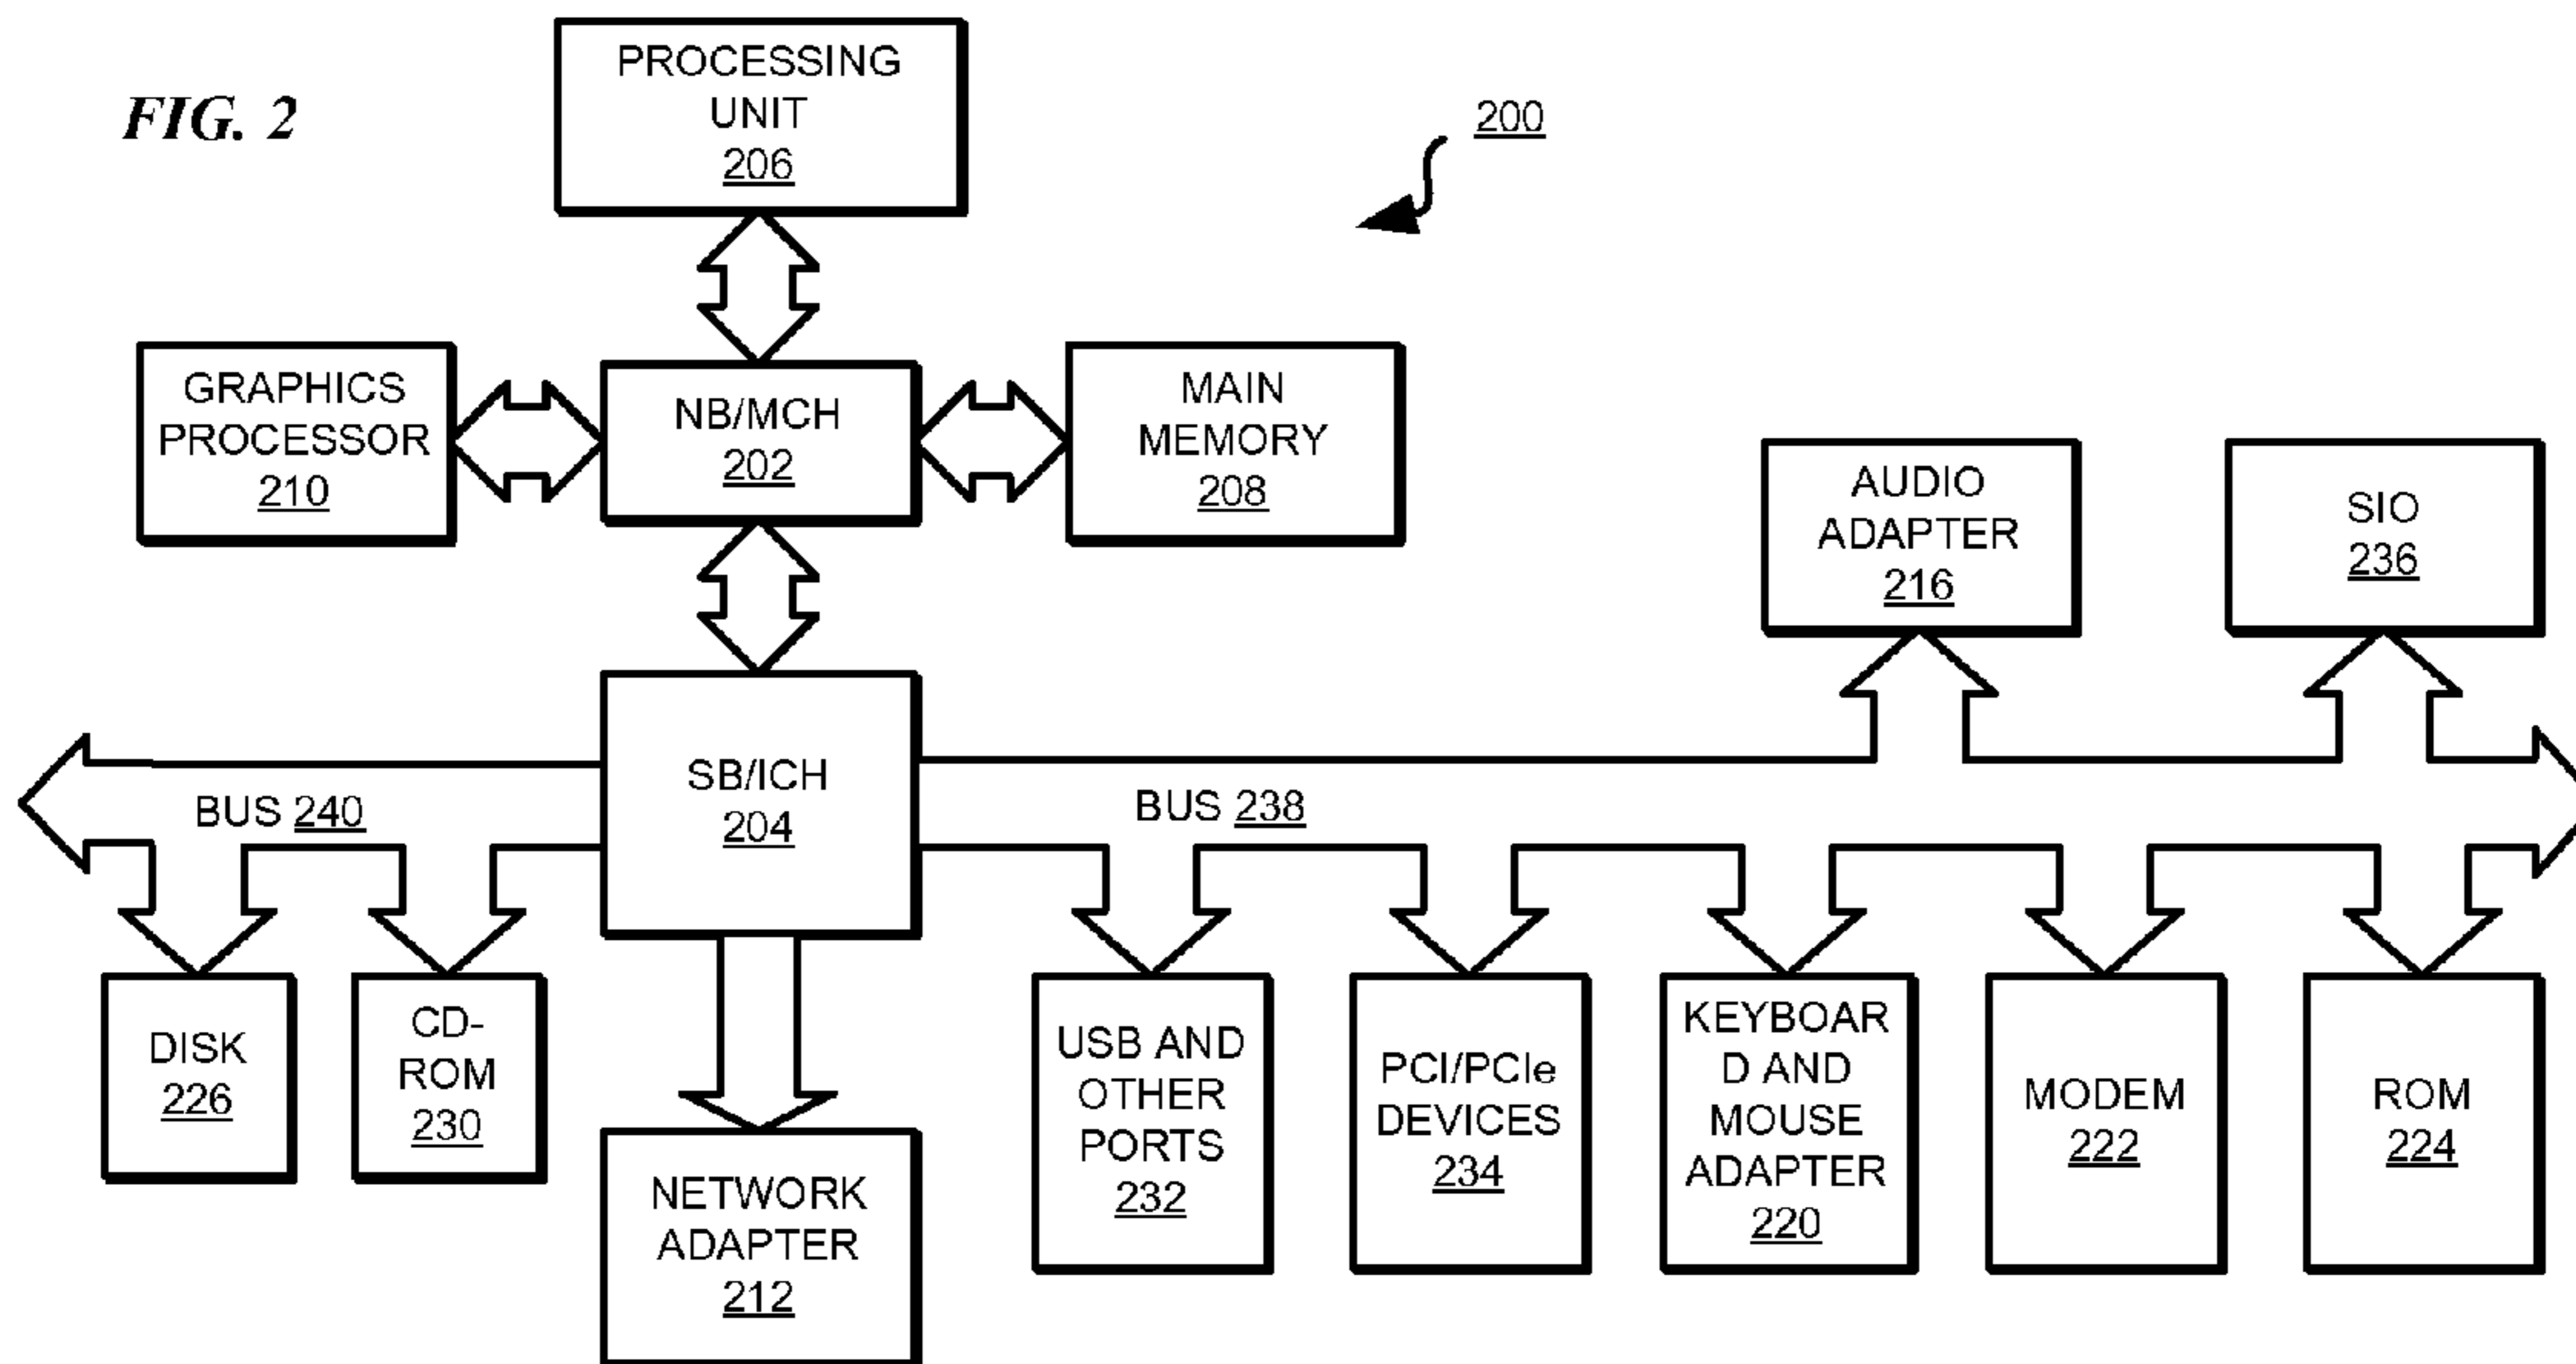 FIG. 2
PROCESSING
UNIT
206
200
GRAPHICS
PROCESSOR
210
NB/MCH
202
MAIN
MEMORY
208
AUDIO
ADAPTER
216
SIO
236
SB/ICH
204
BUS 240
BUS 238
DISK
226
CD-
ROM
230
NETWORK
ADAPTER
212
USB AND
OTHER
PORTS
232
PCI/PCIe
DEVICES
234
KEYBOAR
D AND
MOUSE
ADAPTER
220
MODEM
222
ROM
224